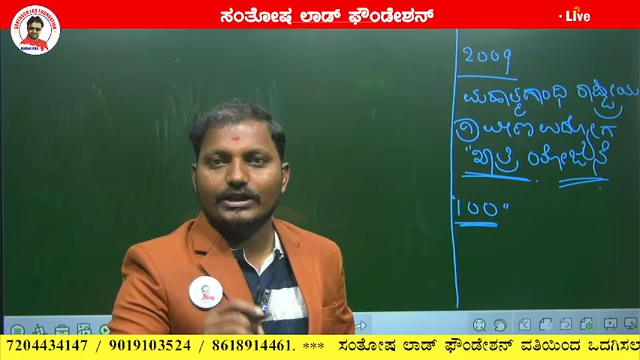 ಸಂತೋಷ ಲಾಡ್ ಫೌಂಡೇಶನ್
Live
2009
ಮಹಾತ್ಮಗಾಂಧಿ ರಾಷ್ಟ್ರೀಯ
ಗ್ರಾಮೀಣ ಉದ್ಯೋಗ
"ಖಾತ್ರಿ ಯೋಜನೆ
"100"
7204434147 / 9019103524 / 8618914461. *** ಸಂತೋಷ ಲಾಡ್ ಫೌಂಡೇಶನ್ ವತಿಯಿಂದ ಒದಗಿಸಲ